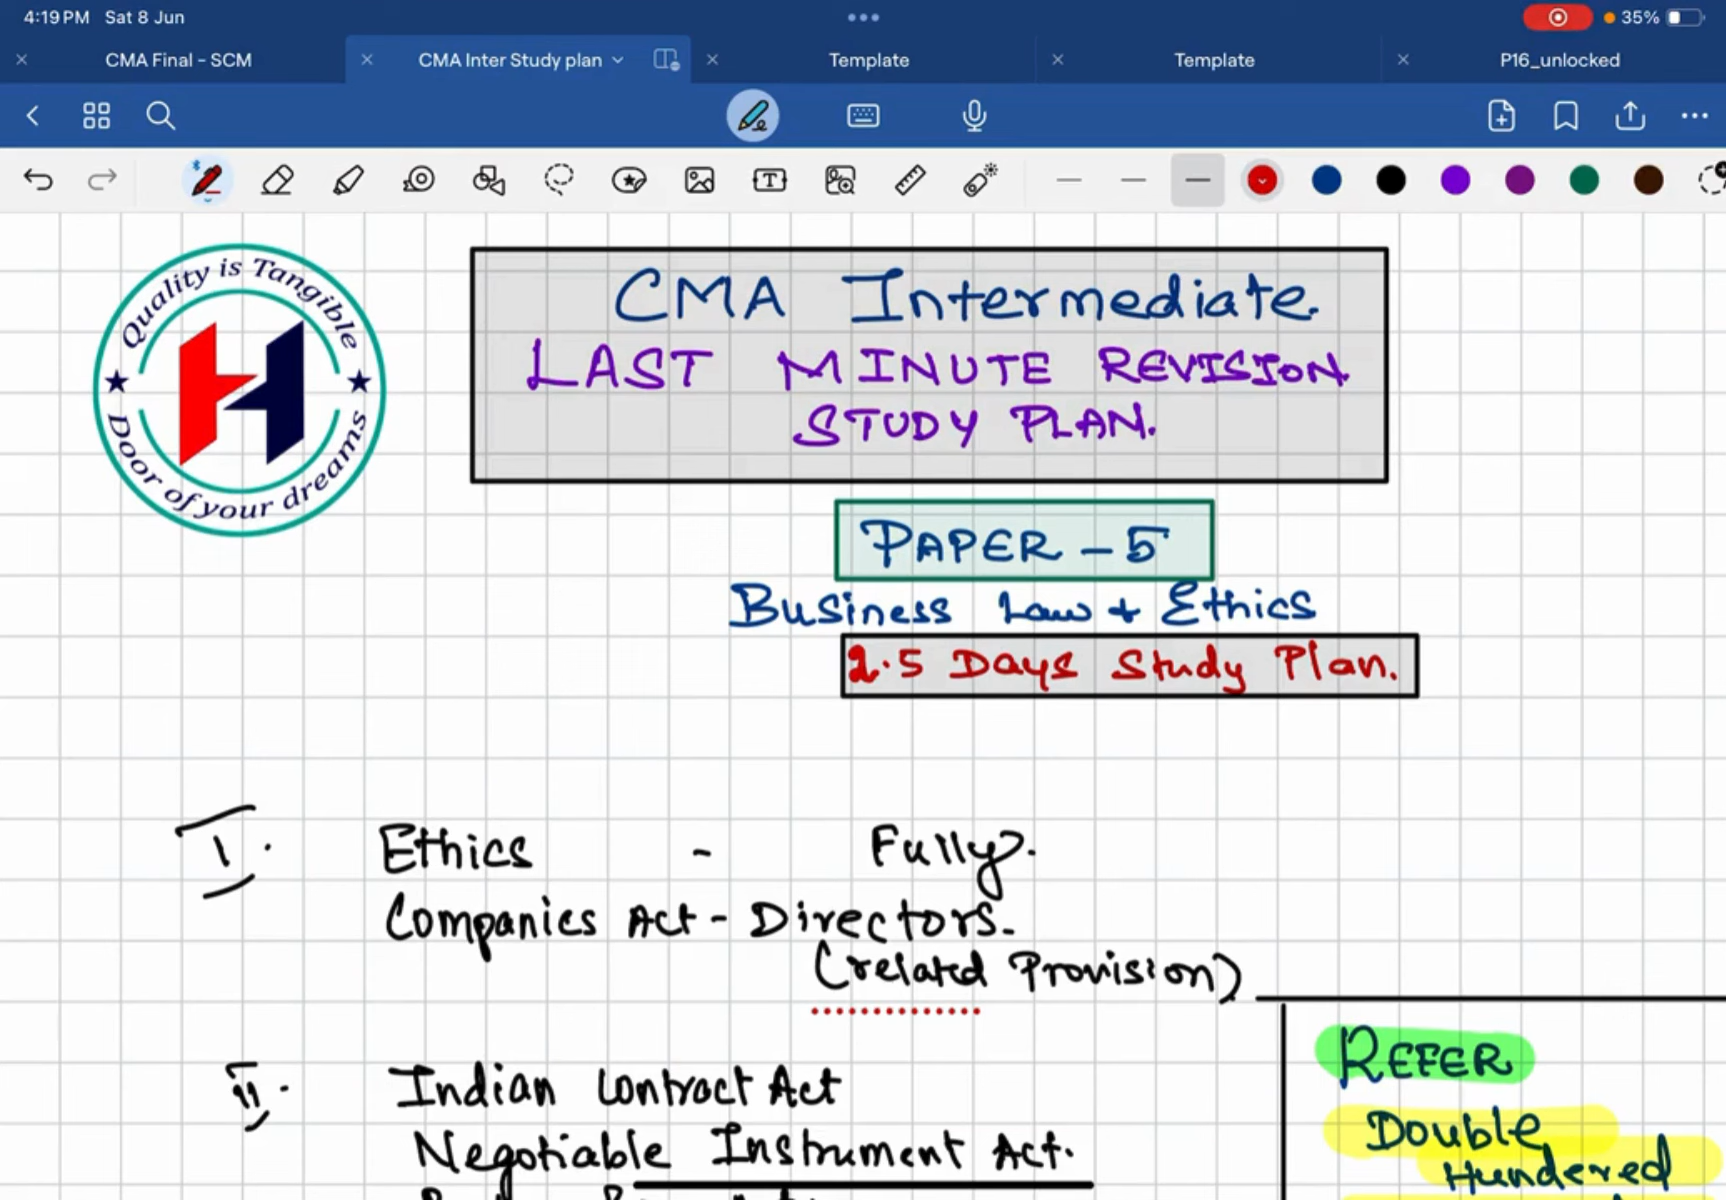 4:19 PM Sat 8 Jun
35%
CMA Final - SCM
CMA Inter Study plan
Template
Template
P16_unlocked
T
Quality is Tangible
Door of your dreams
CMA Intermediate.
LAST MINUTE REVISION
STUDY PLAN.
PAPER - 5
Business Law + Ethics
2.5 Days Study Plan.
I. Ethics - Fully.
Companies Act - Directors.
(related Provision)
II. Indian Contract Act
Negotiable Instrument Act.
REFER
Double
Hundered